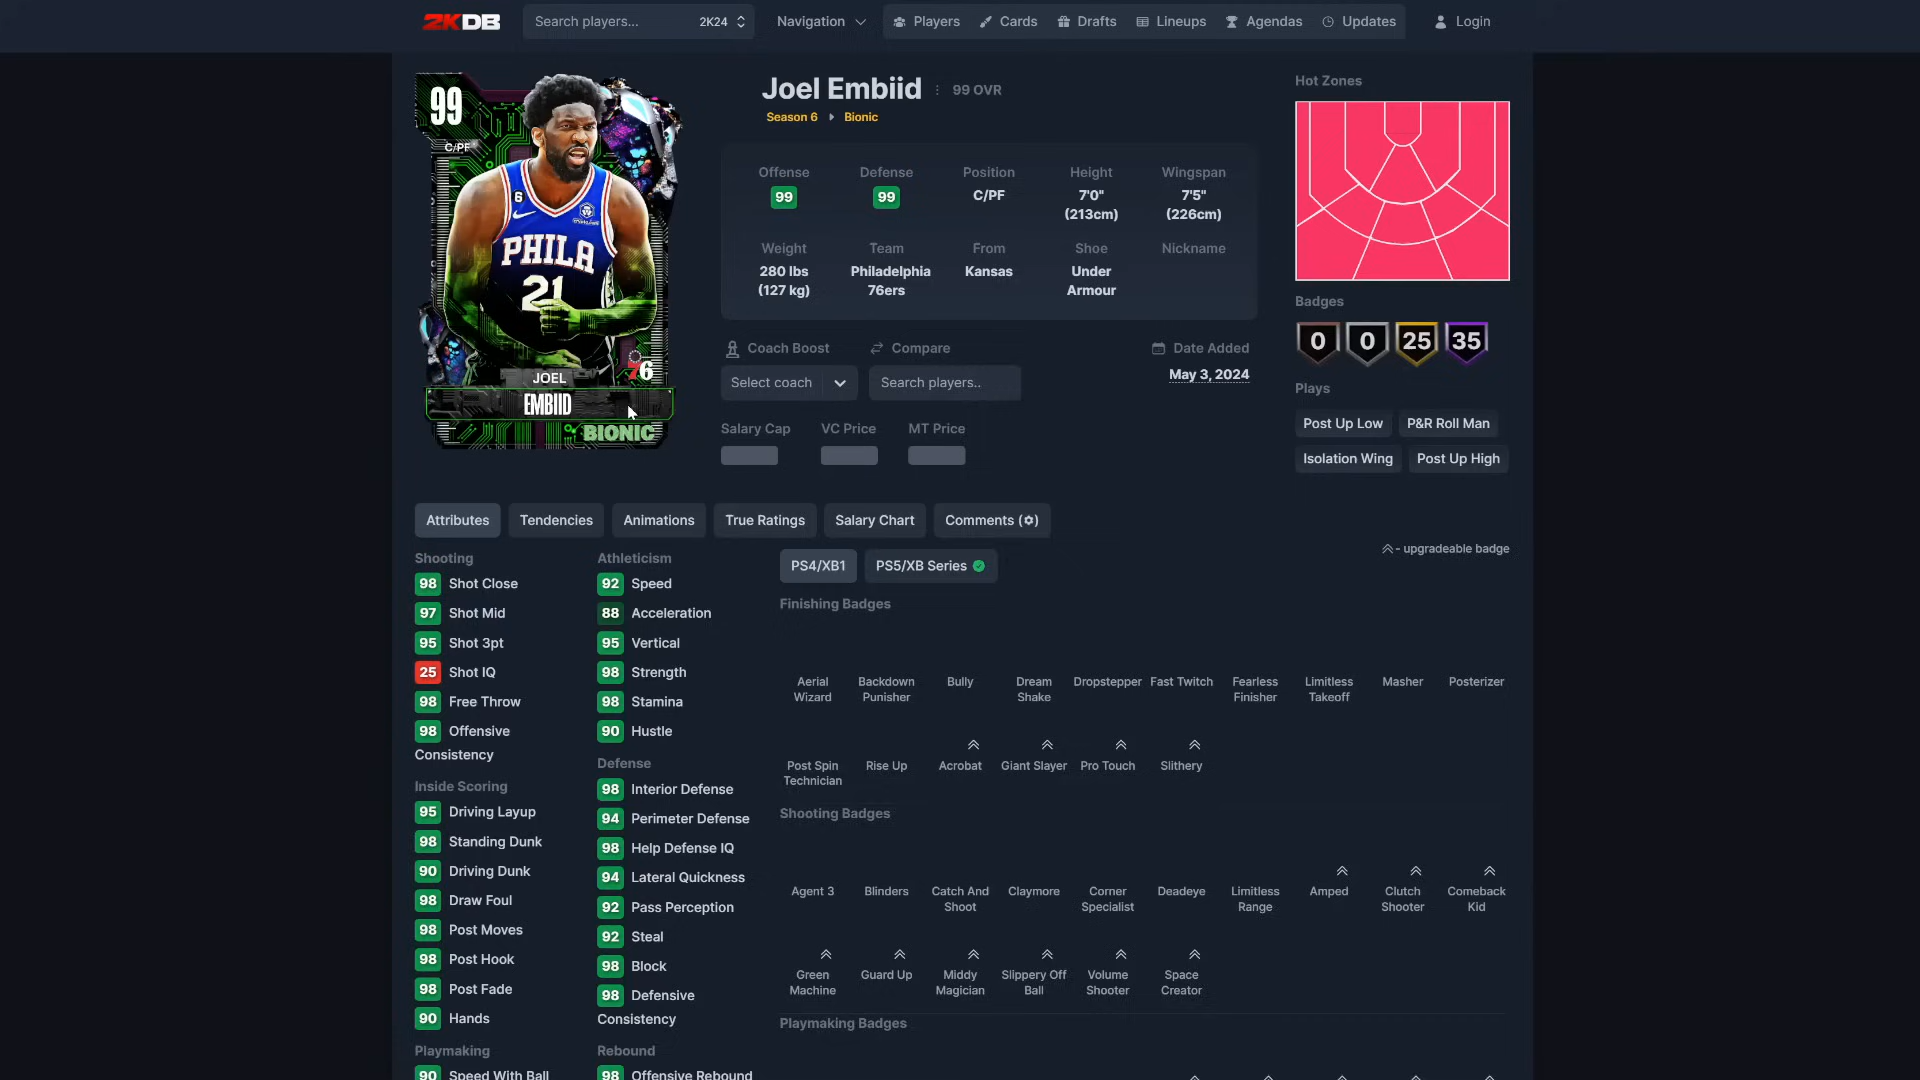 2KDB
Search players...
2K24
Navigation
Players
Cards
Drafts
Lineups
Agendas
Updates
Login
99
C/PF
6
PHILA
21
76
JOEL
EMBIID
BIONIC
Joel Embiid
99 OVR
Season 6
Bionic
Offense
Defense
Position
Height
Wingspan
99
99
C/PF
7'0"
(213cm)
7'5"
(226cm)
Weight
Team
From
Shoe
Nickname
280 lbs
(127 kg)
Philadelphia
76ers
Kansas
Under
Armour
Coach Boost
Compare
Date Added
Select coach
Search players..
May 3, 2024
Salary Cap
VC Price
MT Price
Hot Zones
Badges
0
0
25
35
Plays
Post Up Low
P&R Roll Man
Isolation Wing
Post Up High
Attributes
Tendencies
Animations
True Ratings
Salary Chart
Comments ( )
Shooting
98 Shot Close
97 Shot Mid
95 Shot 3pt
25 Shot IQ
98 Free Throw
98 Offensive
Consistency
Inside Scoring
95 Driving Layup
98 Standing Dunk
90 Driving Dunk
98 Draw Foul
98 Post Moves
98 Post Hook
98 Post Fade
90 Hands
Playmaking
90 Speed With Ball
Athleticism
92 Speed
88 Acceleration
95 Vertical
98 Strength
98 Stamina
90 Hustle
Defense
98 Interior Defense
94 Perimeter Defense
98 Help Defense IQ
94 Lateral Quickness
92 Pass Perception
92 Steal
98 Block
98 Defensive
Consistency
Rebound
98 Offensive Rebound
PS4/XB1
PS5/XB Series
- upgradeable badge
Finishing Badges
Aerial
Wizard
Backdown
Punisher
Bully
Dream
Shake
Dropstepper
Fast Twitch
Fearless
Finisher
Limitless
Takeoff
Masher
Posterizer
Post Spin
Technician
Rise Up
Acrobat
Giant Slayer
Pro Touch
Slithery
Shooting Badges
Agent 3
Blinders
Catch And
Shoot
Claymore
Corner
Specialist
Deadeye
Limitless
Range
Amped
Clutch
Shooter
Comeback
Kid
Green
Machine
Guard Up
Middy
Magician
Slippery Off
Ball
Volume
Shooter
Space
Creator
Playmaking Badges